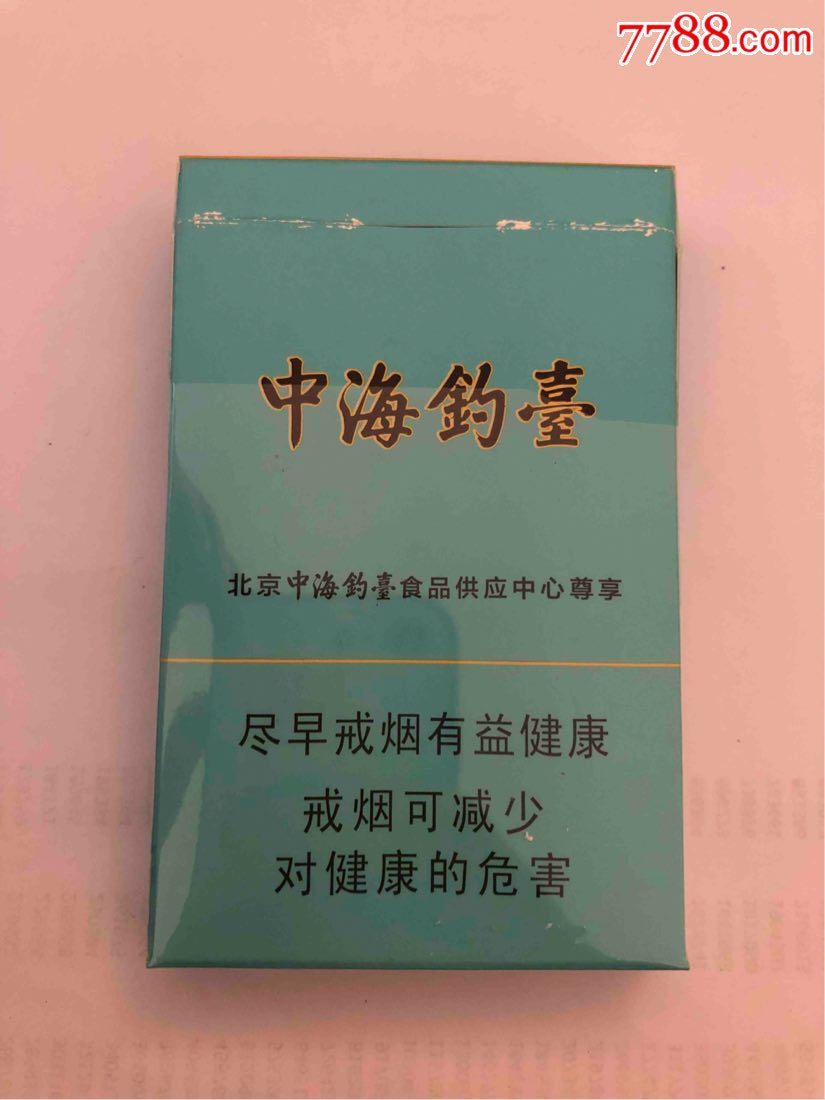 7788.com
中海釣臺
北京中海釣臺食品供应中心尊享
尽早戒烟有益健康
戒烟可减少
对健康的危害